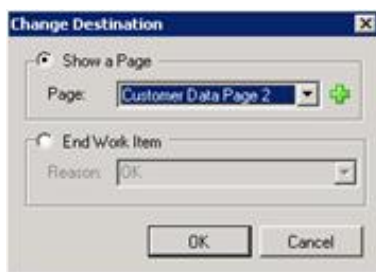 Change Destination
Show a Page
Page: Customer Data Page 2
End Work Item
Reason: OK
OK Cancel